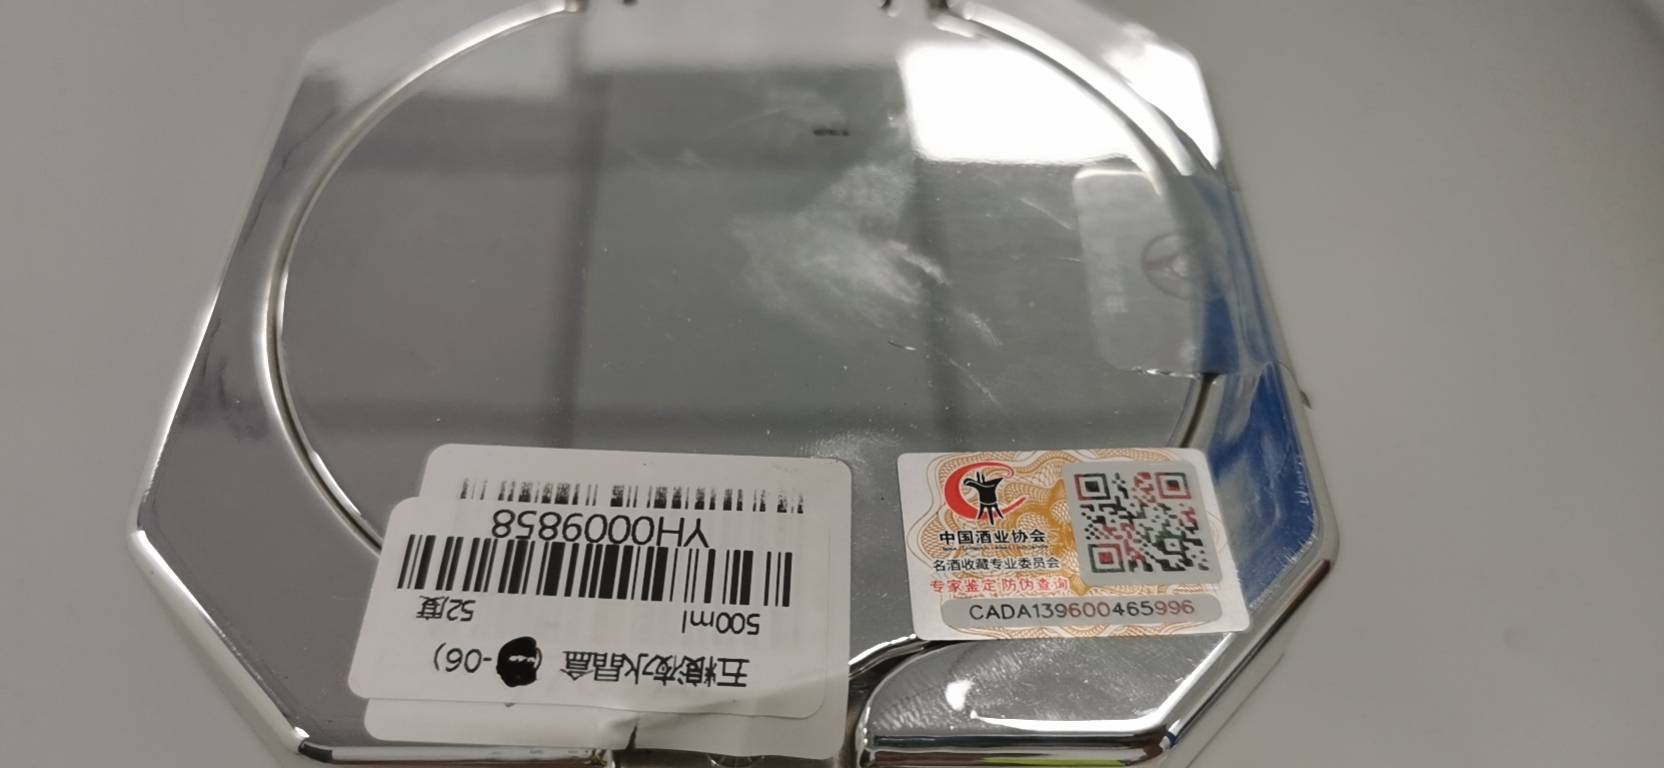 YH0009858
500ml 52度
五粮液水晶盒 ( -06)
中国酒业协会
名酒收藏专业委员会
专家鉴定 防伪查询
CADA139600465996